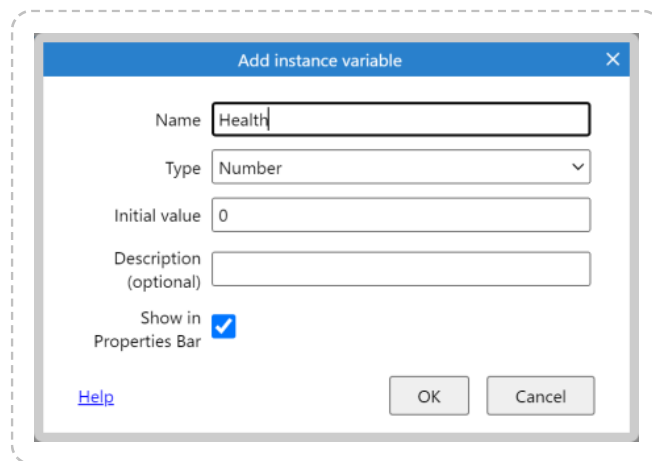 Add instance variable
Name Health
Type Number
Initial value 0
Description
(optional)
Show in
Properties Bar
Help OK Cancel